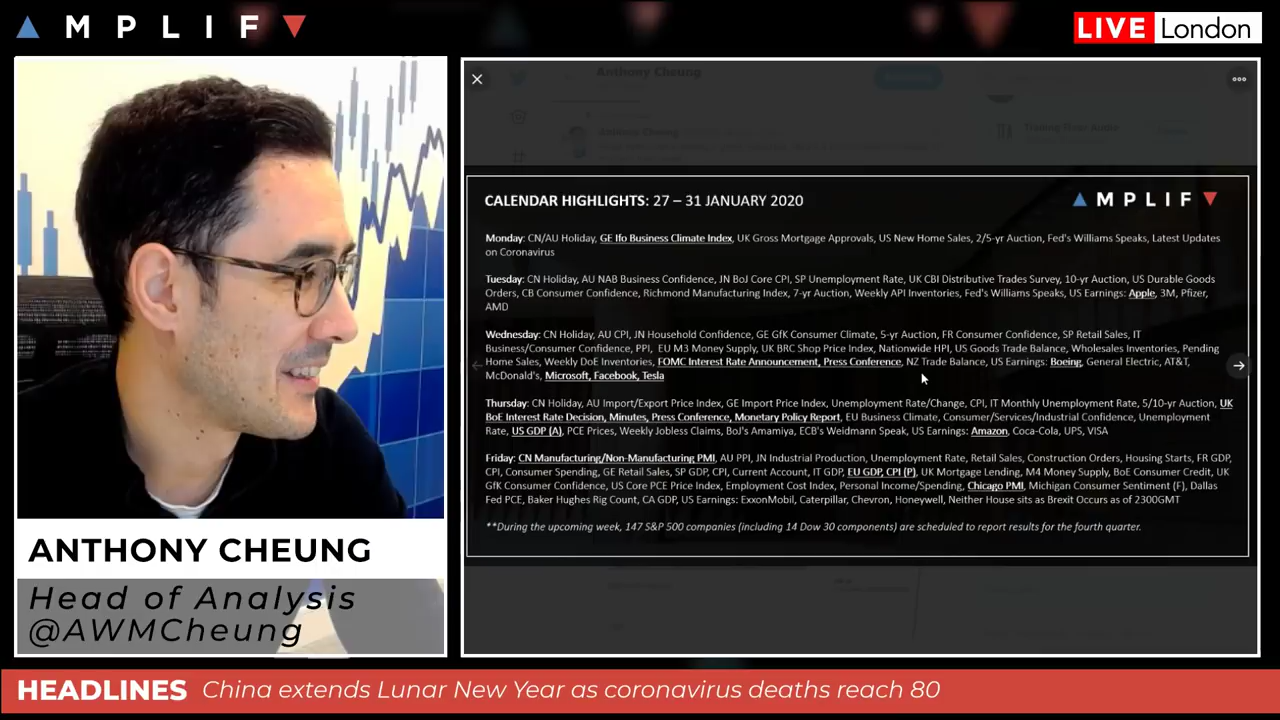 AMPLIFY
LIVE London
Anthony Cheung
CALENDAR HIGHLIGHTS: 27 – 31 JANUARY 2020
AMPLIFY
Monday: CN/AU Holiday, GE Ifo Business Climate Index, UK Gross Mortgage Approvals, US New Home Sales, 2/5-yr Auction, Fed's Williams Speaks, Latest Updates
on Coronavirus
Tuesday: CN Holiday, AU NAB Business Confidence, JN BoJ Core CPI, SP Unemployment Rate, UK CBI Distributive Trades Survey, 10-yr Auction, US Durable Goods
Orders, CB Consumer Confidence, Richmond Manufacturing Index, 7-yr Auction, Weekly API Inventories, Fed's Williams Speaks, US Earnings: Apple, 3M, Pfizer,
AMD
Wednesday: CN Holiday, AU CPI, JN Household Confidence, GE GfK Consumer Climate, 5-yr Auction, FR Consumer Confidence, SP Retail Sales, IT
Business/Consumer Confidence, PPI, EU M3 Money Supply, UK BRC Shop Price Index, Nationwide HPI, US Goods Trade Balance, Wholesales Inventories, Pending
Home Sales, Weekly DoE Inventories, FOMC Interest Rate Announcement, Press Conference, NZ Trade Balance, US Earnings: Boeing, General Electric, AT&T,
McDonald's, Microsoft, Facebook, Tesla
Thursday: CN Holiday, AU Import/Export Price Index, GE Import Price Index, Unemployment Rate/Change, CPI, IT Monthly Unemployment Rate, 5/10-yr Auction, UK
BoE Interest Rate Decision, Minutes, Press Conference, Monetary Policy Report, EU Business Climate, Consumer/Services/Industrial Confidence, Unemployment
Rate, US GDP (A), PCE Prices, Weekly Jobless Claims, BoJ's Amamiya, ECB's Weidmann Speak, US Earnings: Amazon, Coca-Cola, UPS, VISA
Friday: CN Manufacturing/Non-Manufacturing PMI, AU PPI, JN Industrial Production, Unemployment Rate, Retail Sales, Construction Orders, Housing Starts, FR GDP,
CPI, Consumer Spending, GE Retail Sales, SP GDP, CPI, Current Account, IT GDP, EU GDP, CPI (P), UK Mortgage Lending, M4 Money Supply, BoE Consumer Credit, UK
GfK Consumer Confidence, US Core PCE Price Index, Employment Cost Index, Personal Income/Spending, Chicago PMI, Michigan Consumer Sentiment (F), Dallas
Fed PCE, Baker Hughes Rig Count, CA GDP, US Earnings: ExxonMobil, Caterpillar, Chevron, Honeywell, Neither House sits as Brexit Occurs as of 2300GMT
**During the upcoming week, 147 S&P 500 companies (including 14 Dow 30 components) are scheduled to report results for the fourth quarter.
ANTHONY CHEUNG
Head of Analysis
@AWMCheung
HEADLINES China extends Lunar New Year as coronavirus deaths reach 80